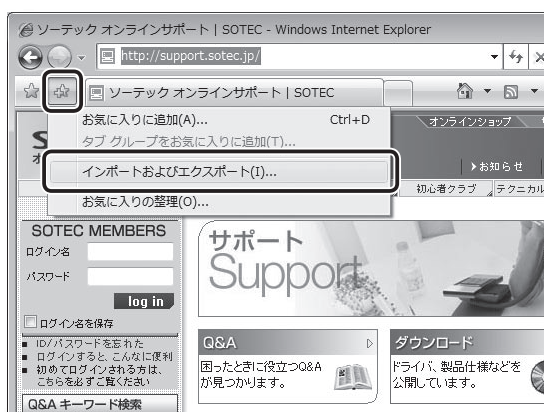 ソーテック オンラインサポート | SOTEC - Windows Internet Explorer
http://support.sotec.jp/
ソーテック オンラインサポート | SOTEC
お気に入りに追加(A)... Ctrl+D
タブ グループをお気に入りに追加(T)...
インポートおよびエクスポート(I)...
お気に入りの整理(O)...
オンラインショップ
お知らせ
初心者クラブ
テクニカル
SOTEC MEMBERS
ログイン名
パスワード
log in
ログイン名を保存
ID/パスワードを忘れた
ログインすると、こんなに便利
初めてログインされる方は、
こちらを必ずご覧ください
Q&A キーワード検索
サポート
Support
Q&A
困ったときに役立つQ&A
が見つかります。
ダウンロード
ドライバ、製品仕様などを
公開しています。